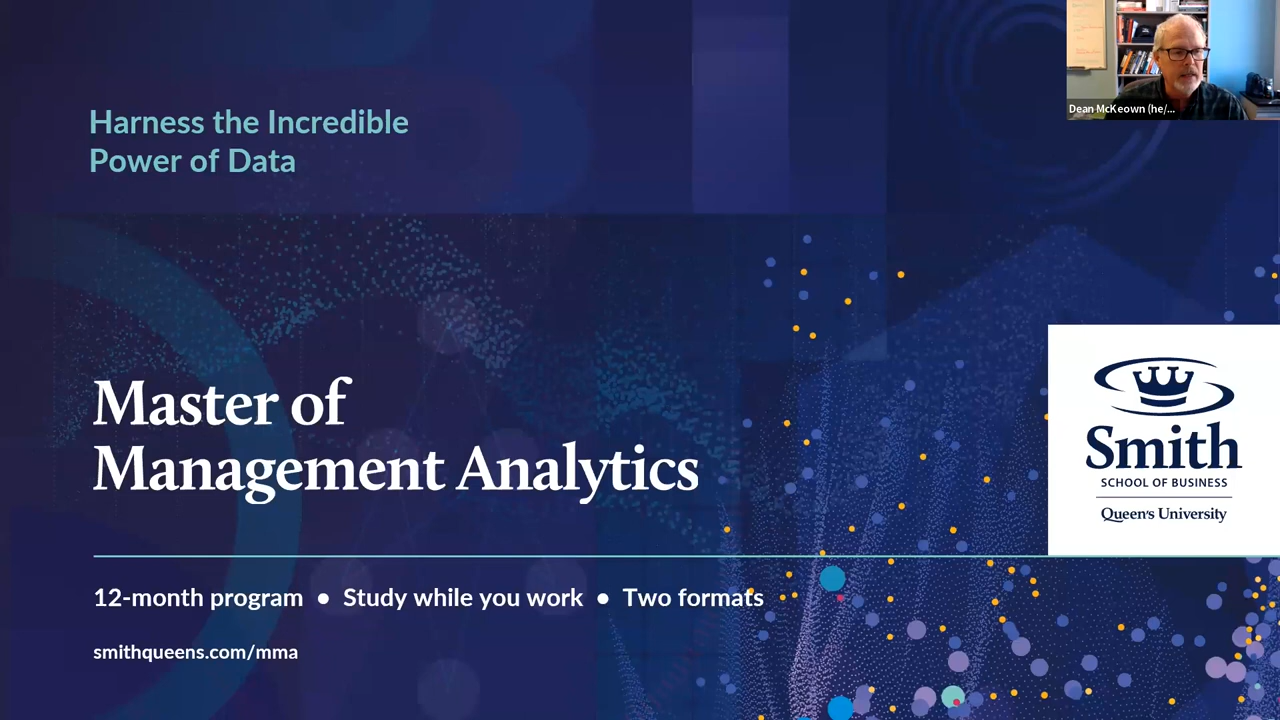 Harness the Incredible
Power of Data
Dean McKeown (he/...
Master of
Management Analytics
Smith
SCHOOL OF BUSINESS
Queen's University
12-month program • Study while you work • Two formats
smithqueens.com/mma